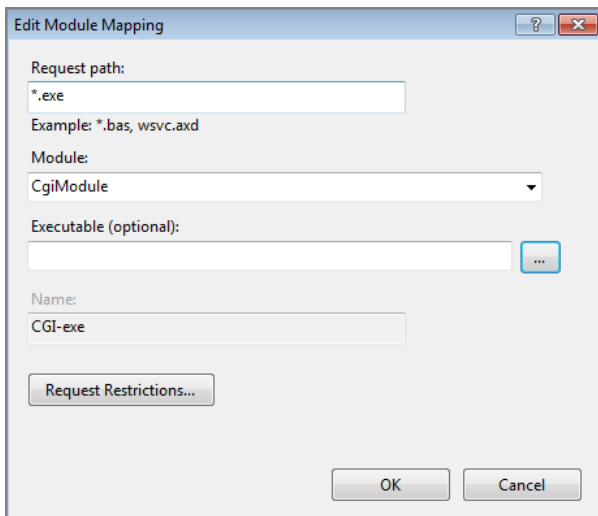 Edit Module Mapping
?
Request path:
*.exe
Example: *.bas, wsvc.axd
Module:
CgiModule
Executable (optional):
...
Name:
CGI-exe
Request Restrictions...
OK Cancel